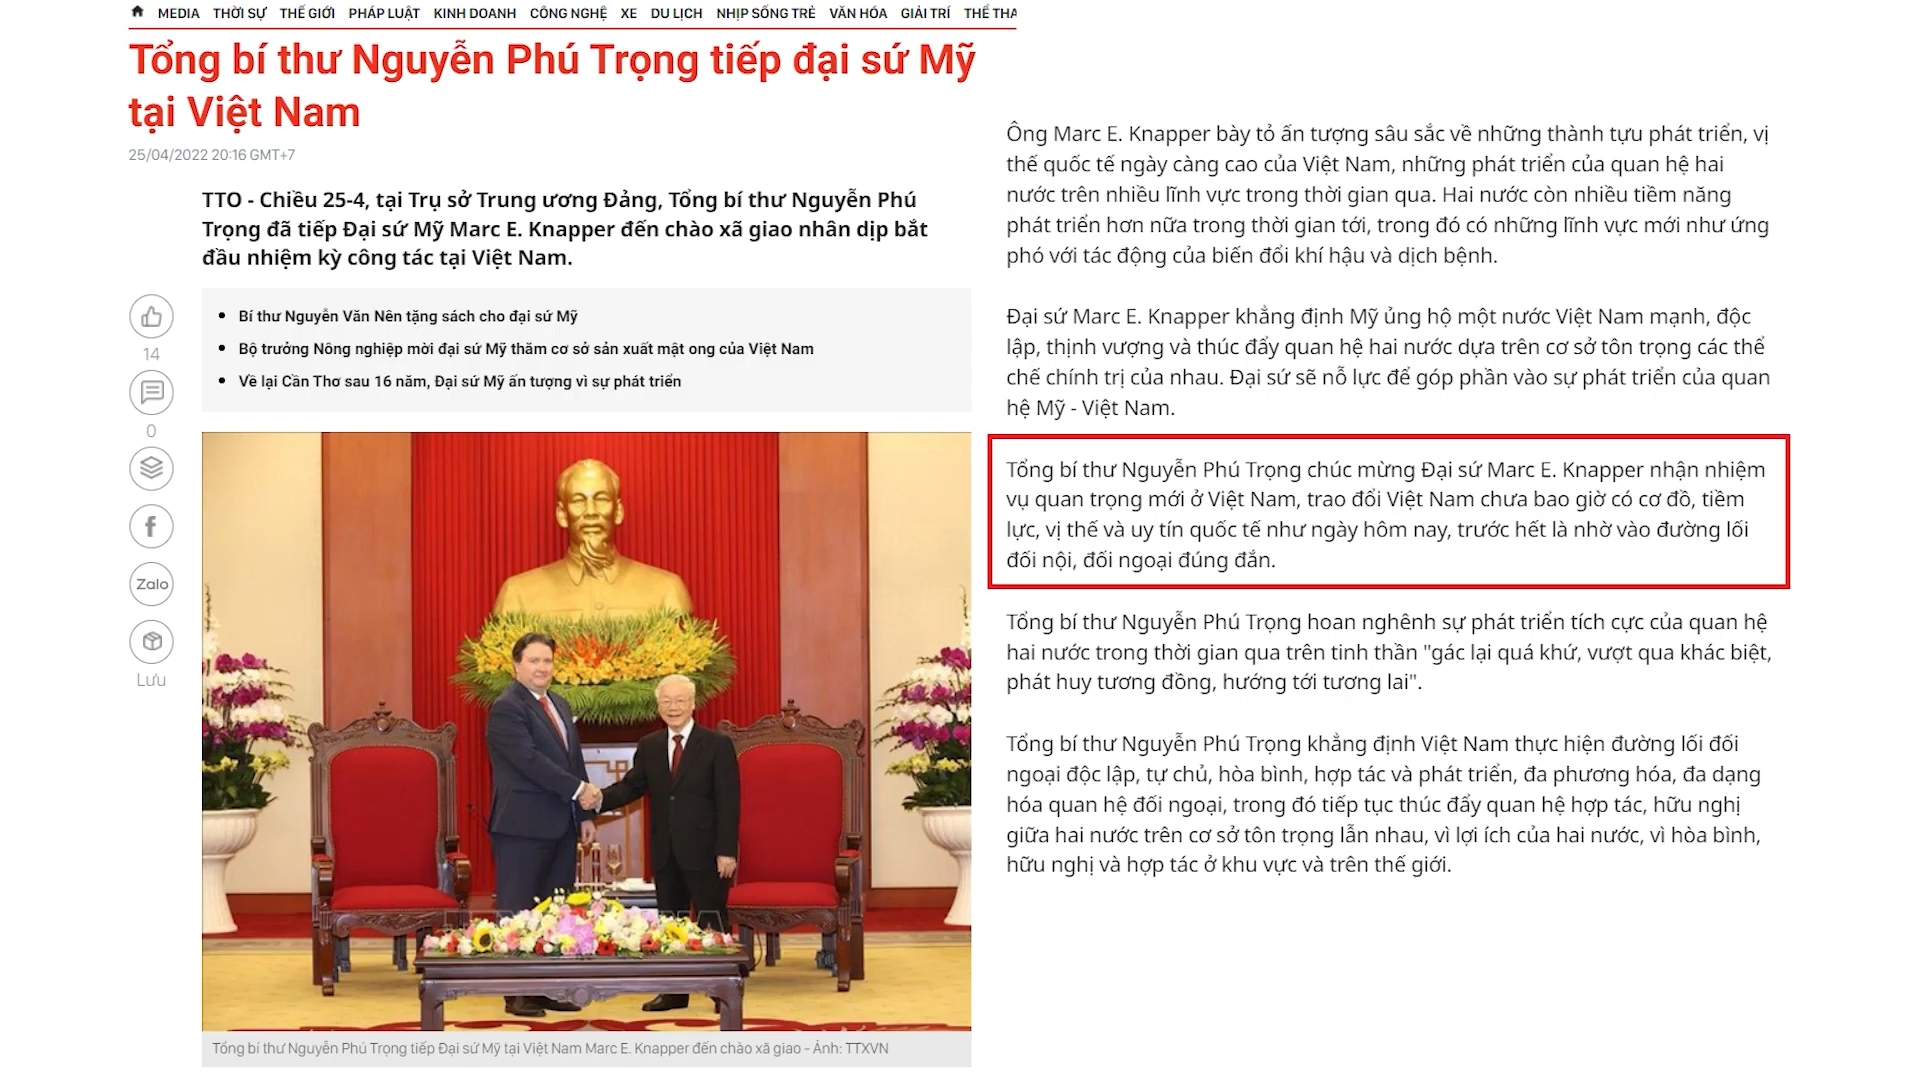 MEDIA THỜI SỰ THẾ GIỚI PHÁP LUẬT KINH DOANH CÔNG NGHỆ XE DU LỊCH NHỊP SỐNG TRẺ VĂN HÓA GIẢI TRÍ THỂ THA
Tổng bí thư Nguyễn Phú Trọng tiếp đại sứ Mỹ
tại Việt Nam
25/04/2022 20:16 GMT+7
TTO - Chiều 25-4, tại Trụ sở Trung ương Đảng, Tổng bí thư Nguyễn Phú
Trọng đã tiếp Đại sứ Mỹ Marc E. Knapper đến chào xã giao nhân dịp bắt
đầu nhiệm kỳ công tác tại Việt Nam.
Bí thư Nguyễn Văn Nên tặng sách cho đại sứ Mỹ
Bộ trưởng Nông nghiệp mời đại sứ Mỹ thăm cơ sở sản xuất mật ong của Việt Nam
Về lại Cần Thơ sau 16 năm, Đại sứ Mỹ ấn tượng vì sự phát triển
14
0
f
Zalo
Lưu
Tổng bí thư Nguyễn Phú Trọng tiếp Đại sứ Mỹ tại Việt Nam Marc E. Knapper đến chào xã giao - Ảnh: TTXVN
Ông Marc E. Knapper bày tỏ ấn tượng sâu sắc về những thành tựu phát triển, vị
thế quốc tế ngày càng cao của Việt Nam, những phát triển của quan hệ hai
nước trên nhiều lĩnh vực trong thời gian qua. Hai nước còn nhiều tiềm năng
phát triển hơn nữa trong thời gian tới, trong đó có những lĩnh vực mới như ứng
phó với tác động của biến đổi khí hậu và dịch bệnh.
Đại sứ Marc E. Knapper khẳng định Mỹ ủng hộ một nước Việt Nam mạnh, độc
lập, thịnh vượng và thúc đẩy quan hệ hai nước dựa trên cơ sở tôn trọng các thể
chế chính trị của nhau. Đại sứ sẽ nỗ lực để góp phần vào sự phát triển của quan
hệ Mỹ - Việt Nam.
Tổng bí thư Nguyễn Phú Trọng chúc mừng Đại sứ Marc E. Knapper nhận nhiệm
vụ quan trọng mới ở Việt Nam, trao đổi Việt Nam chưa bao giờ có cơ đồ, tiềm
lực, vị thế và uy tín quốc tế như ngày hôm nay, trước hết là nhờ vào đường lối
đối nội, đối ngoại đúng đắn.
Tổng bí thư Nguyễn Phú Trọng hoan nghênh sự phát triển tích cực của quan hệ
hai nước trong thời gian qua trên tinh thần "gác lại quá khứ, vượt qua khác biệt,
phát huy tương đồng, hướng tới tương lai".
Tổng bí thư Nguyễn Phú Trọng khẳng định Việt Nam thực hiện đường lối đối
ngoại độc lập, tự chủ, hòa bình, hợp tác và phát triển, đa phương hóa, đa dạng
hóa quan hệ đối ngoại, trong đó tiếp tục thúc đẩy quan hệ hợp tác, hữu nghị
giữa hai nước trên cơ sở tôn trọng lẫn nhau, vì lợi ích của hai nước, vì hòa bình,
hữu nghị và hợp tác ở khu vực và trên thế giới.